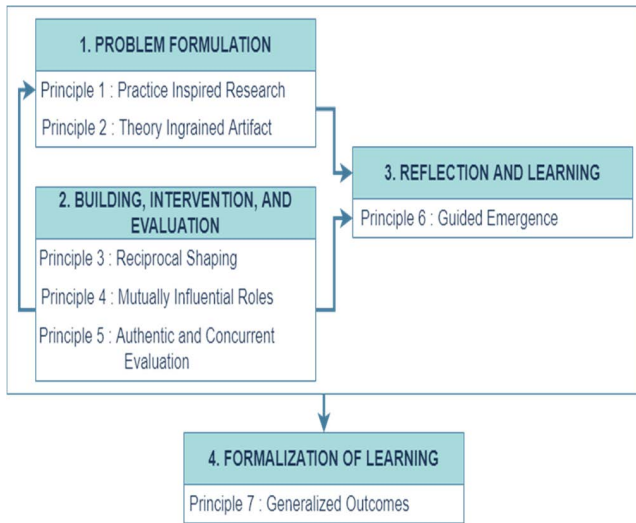 1. PROBLEM FORMULATION
Principle 1 : Practice Inspired Research
Principle 2 : Theory Ingrained Artifact
2. BUILDING, INTERVENTION, AND
EVALUATION
Principle 3 : Reciprocal Shaping
Principle 4 : Mutually Influential Roles
Principle 5 : Authentic and Concurrent
Evaluation
3. REFLECTION AND LEARNING
Principle 6 : Guided Emergence
4. FORMALIZATION OF LEARNING
Principle 7 : Generalized Outcomes